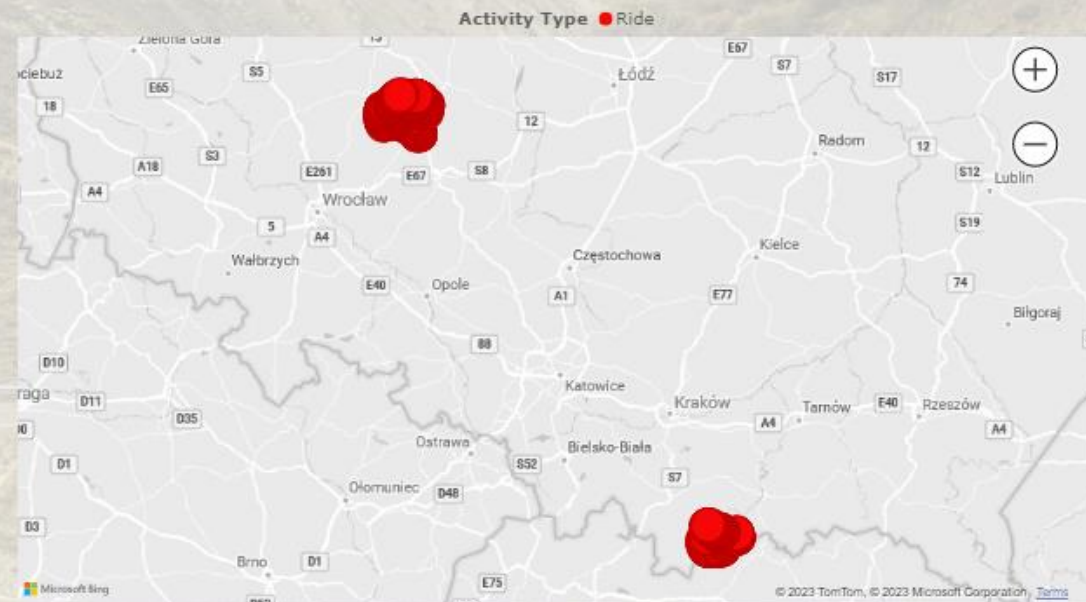 Activity Type Ride
Zielona Góra
E67
S7
S5
Łódź
S17
E65
18
12
S3
Radom
12
A18
E261
E67
S8
S12
Lublin
A4
Wrocław
5
A4
S19
Kielce
Wałbrzych
Częstochowa
E40
Opole
A1
E77
74
Biłgoraj
88
D10
Katowice
raga
D11
Kraków
Tarnów
E40
Rzeszów
D35
A4
A4
Ostrawa
Bielsko-Biała
D1
S52
S7
Ołomuniec
D48
D3
Brno
D1
E75
Microsoft Bing
© 2023 TomTom, © 2023 Microsoft Corporation Terms